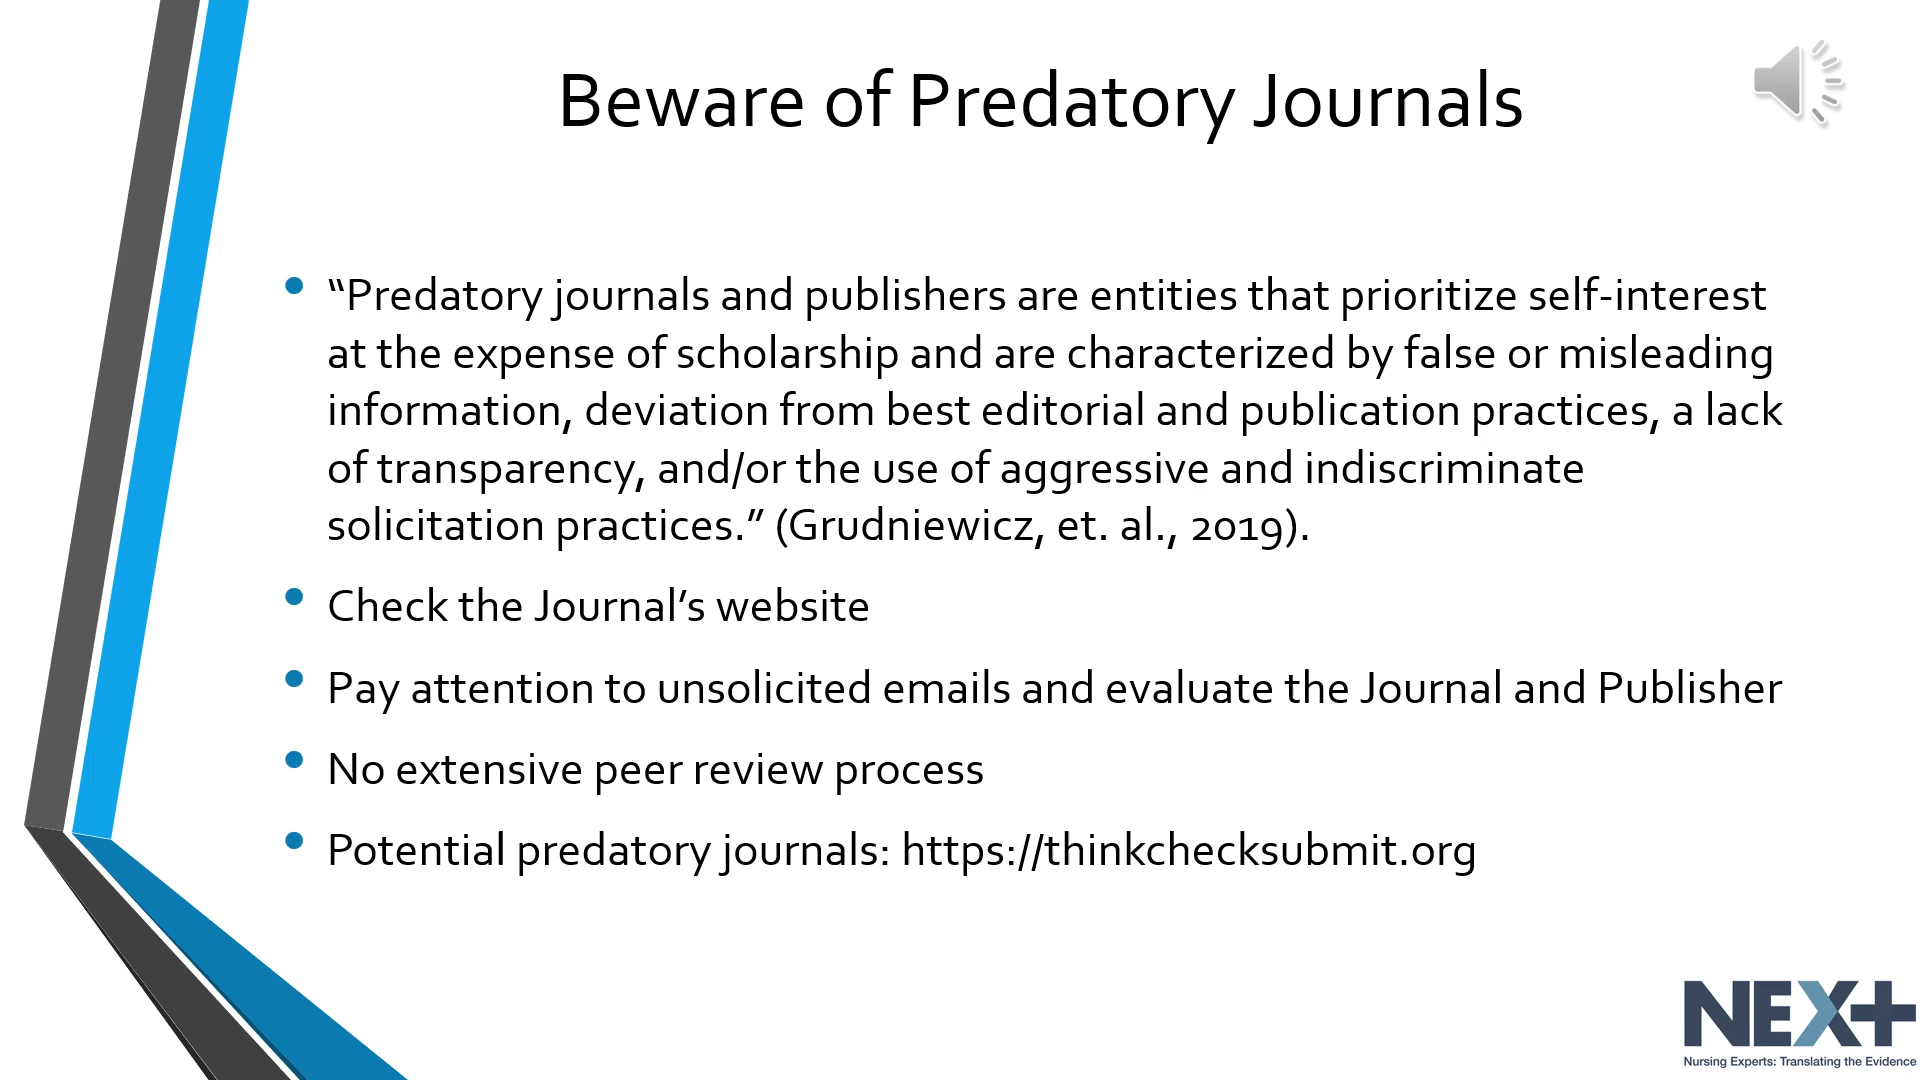 Beware of Predatory Journals
“Predatory journals and publishers are entities that prioritize self-interest
at the expense of scholarship and are characterized by false or misleading
information, deviation from best editorial and publication practices, a lack
of transparency, and/or the use of aggressive and indiscriminate
solicitation practices.” (Grudniewicz, et. al., 2019).
Check the Journal’s website
Pay attention to unsolicited emails and evaluate the Journal and Publisher
No extensive peer review process
Potential predatory journals: https://thinkchecksubmit.org
NEX+
Nursing Experts: Translating the Evidence